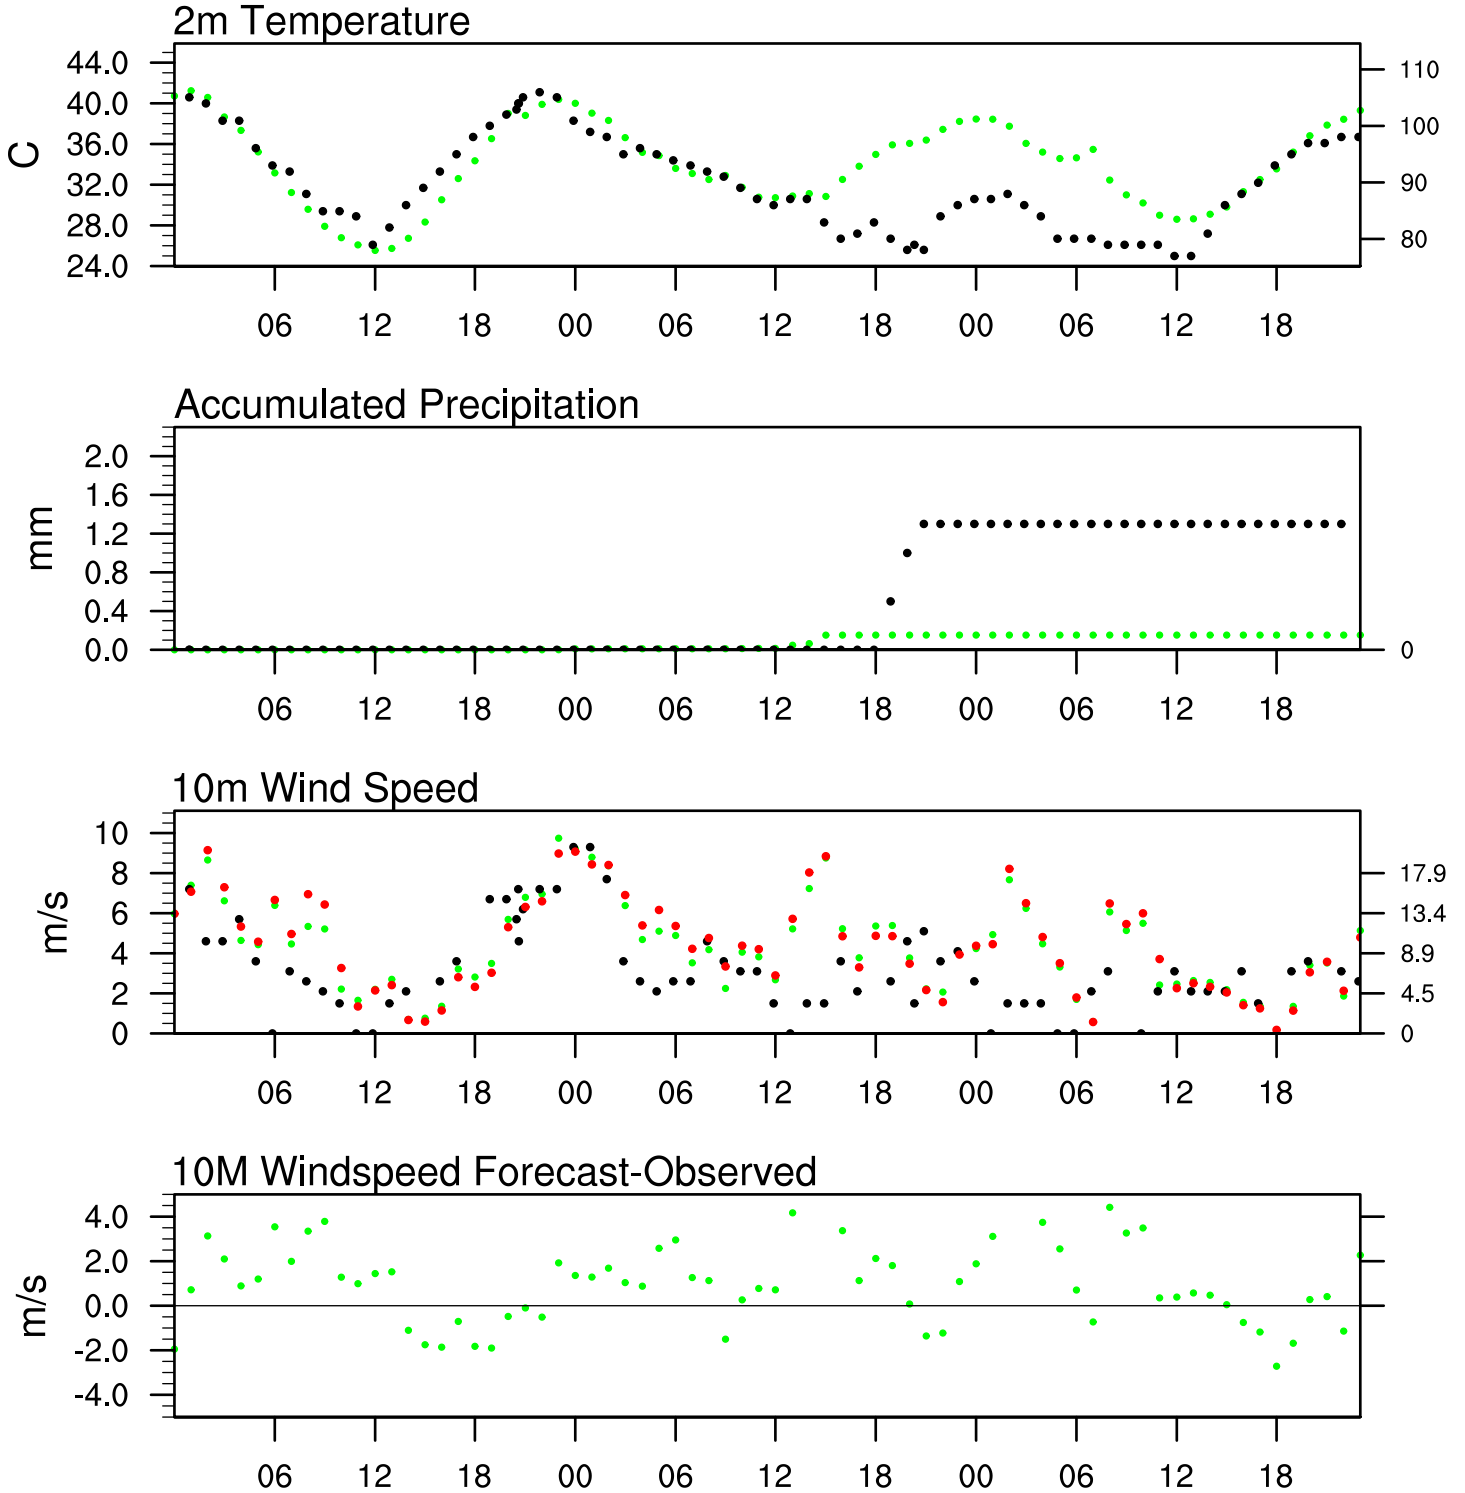 2m Temperature
44.0
40.0
36.0
32.0
28.0
24.0
C
110
100
90
80
06 12 18 00 06 12 18 00 06 12 18
Accumulated Precipitation
2.0
1.6
1.2
0.8
0.4
0.0
mm
0
06 12 18 00 06 12 18 00 06 12 18
10m Wind Speed
10
8
6
4
2
0
m/s
17.9
13.4
8.9
4.5
0
06 12 18 00 06 12 18 00 06 12 18
10M Windspeed Forecast-Observed
4.0
2.0
0.0
-2.0
-4.0
m/s
06 12 18 00 06 12 18 00 06 12 18